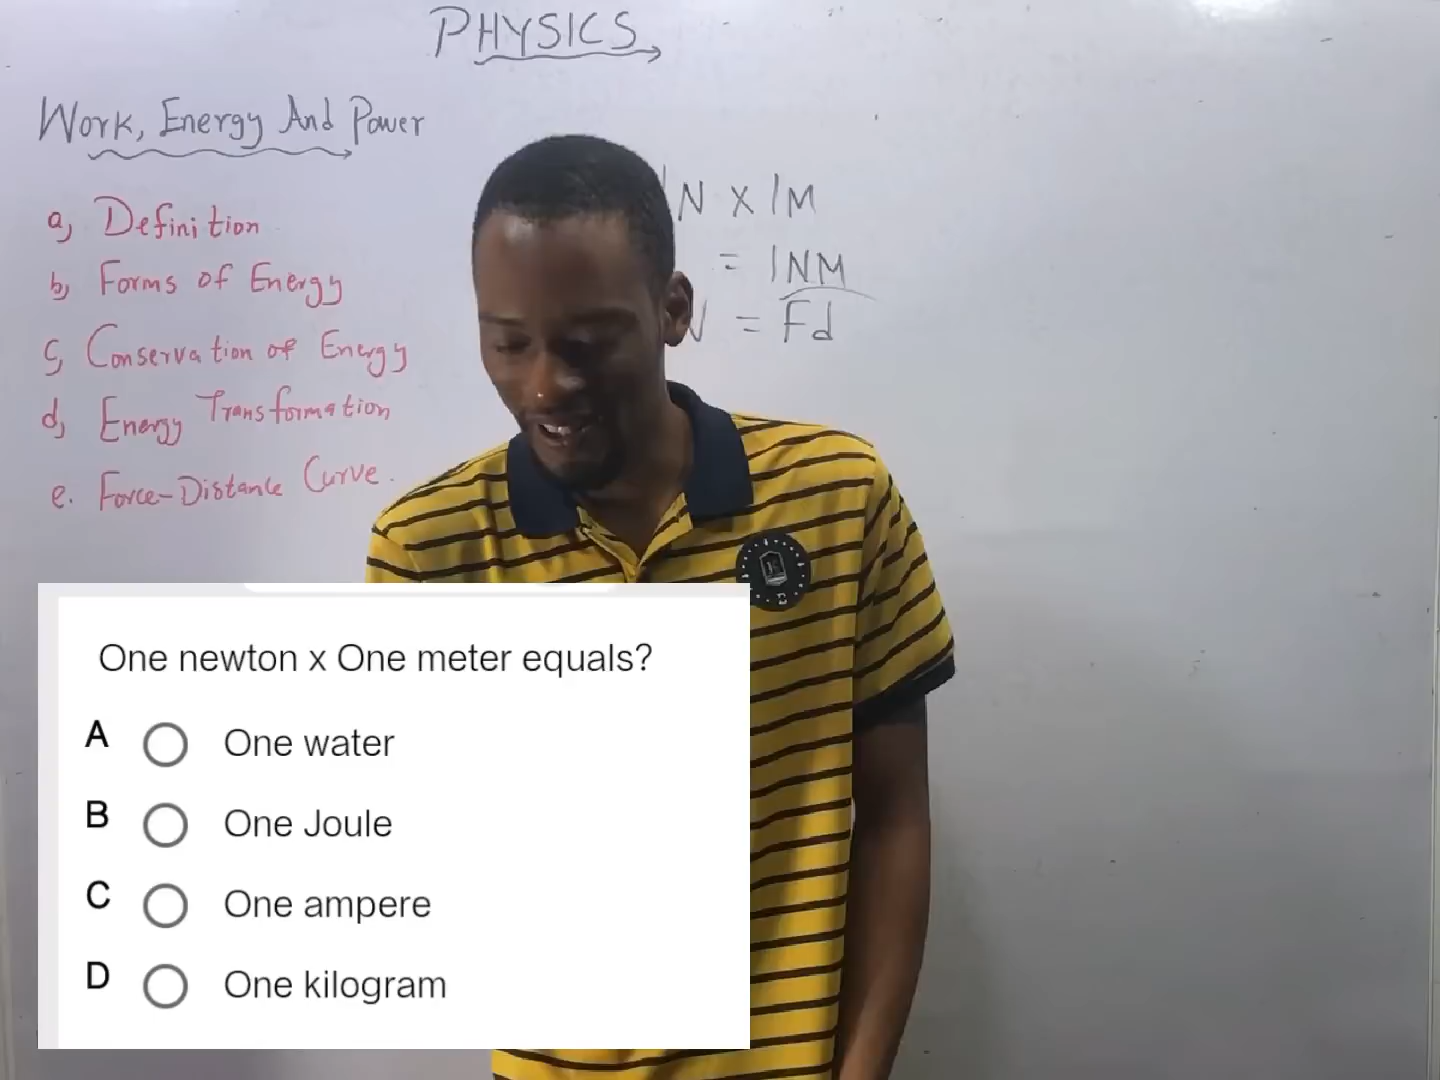 PHYSICS
Work, Energy And Power
a, Definition
b, Forms of Energy
c, Conservation of Energy
d, Energy Transformation
e. Force-Distance Curve.
N x 1M
= 1NM
= Fd
One newton x One meter equals?
A One water
B One Joule
C One ampere
D One kilogram